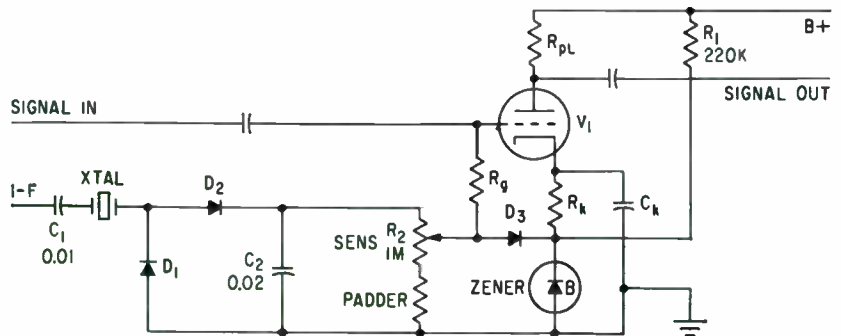 B+
R1
220K
RpL
SIGNAL OUT
SIGNAL IN
V1
Rg
Rk
Ck
I-F
XTAL
C1
0.01
D2
D1
C2
0.02
SENS
R2
1M
PADDER
D3
ZENER
B